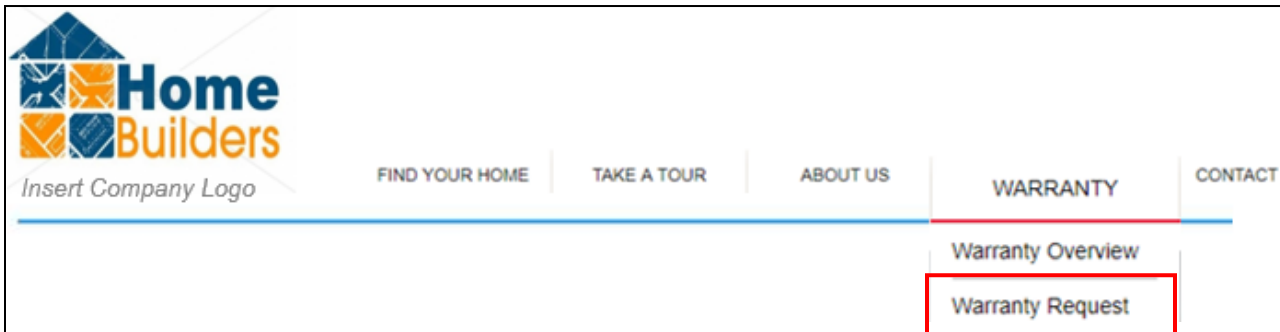 Home
Builders
Insert Company Logo
FIND YOUR HOME TAKE A TOUR ABOUT US WARRANTY CONTACT
Warranty Overview
Warranty Request